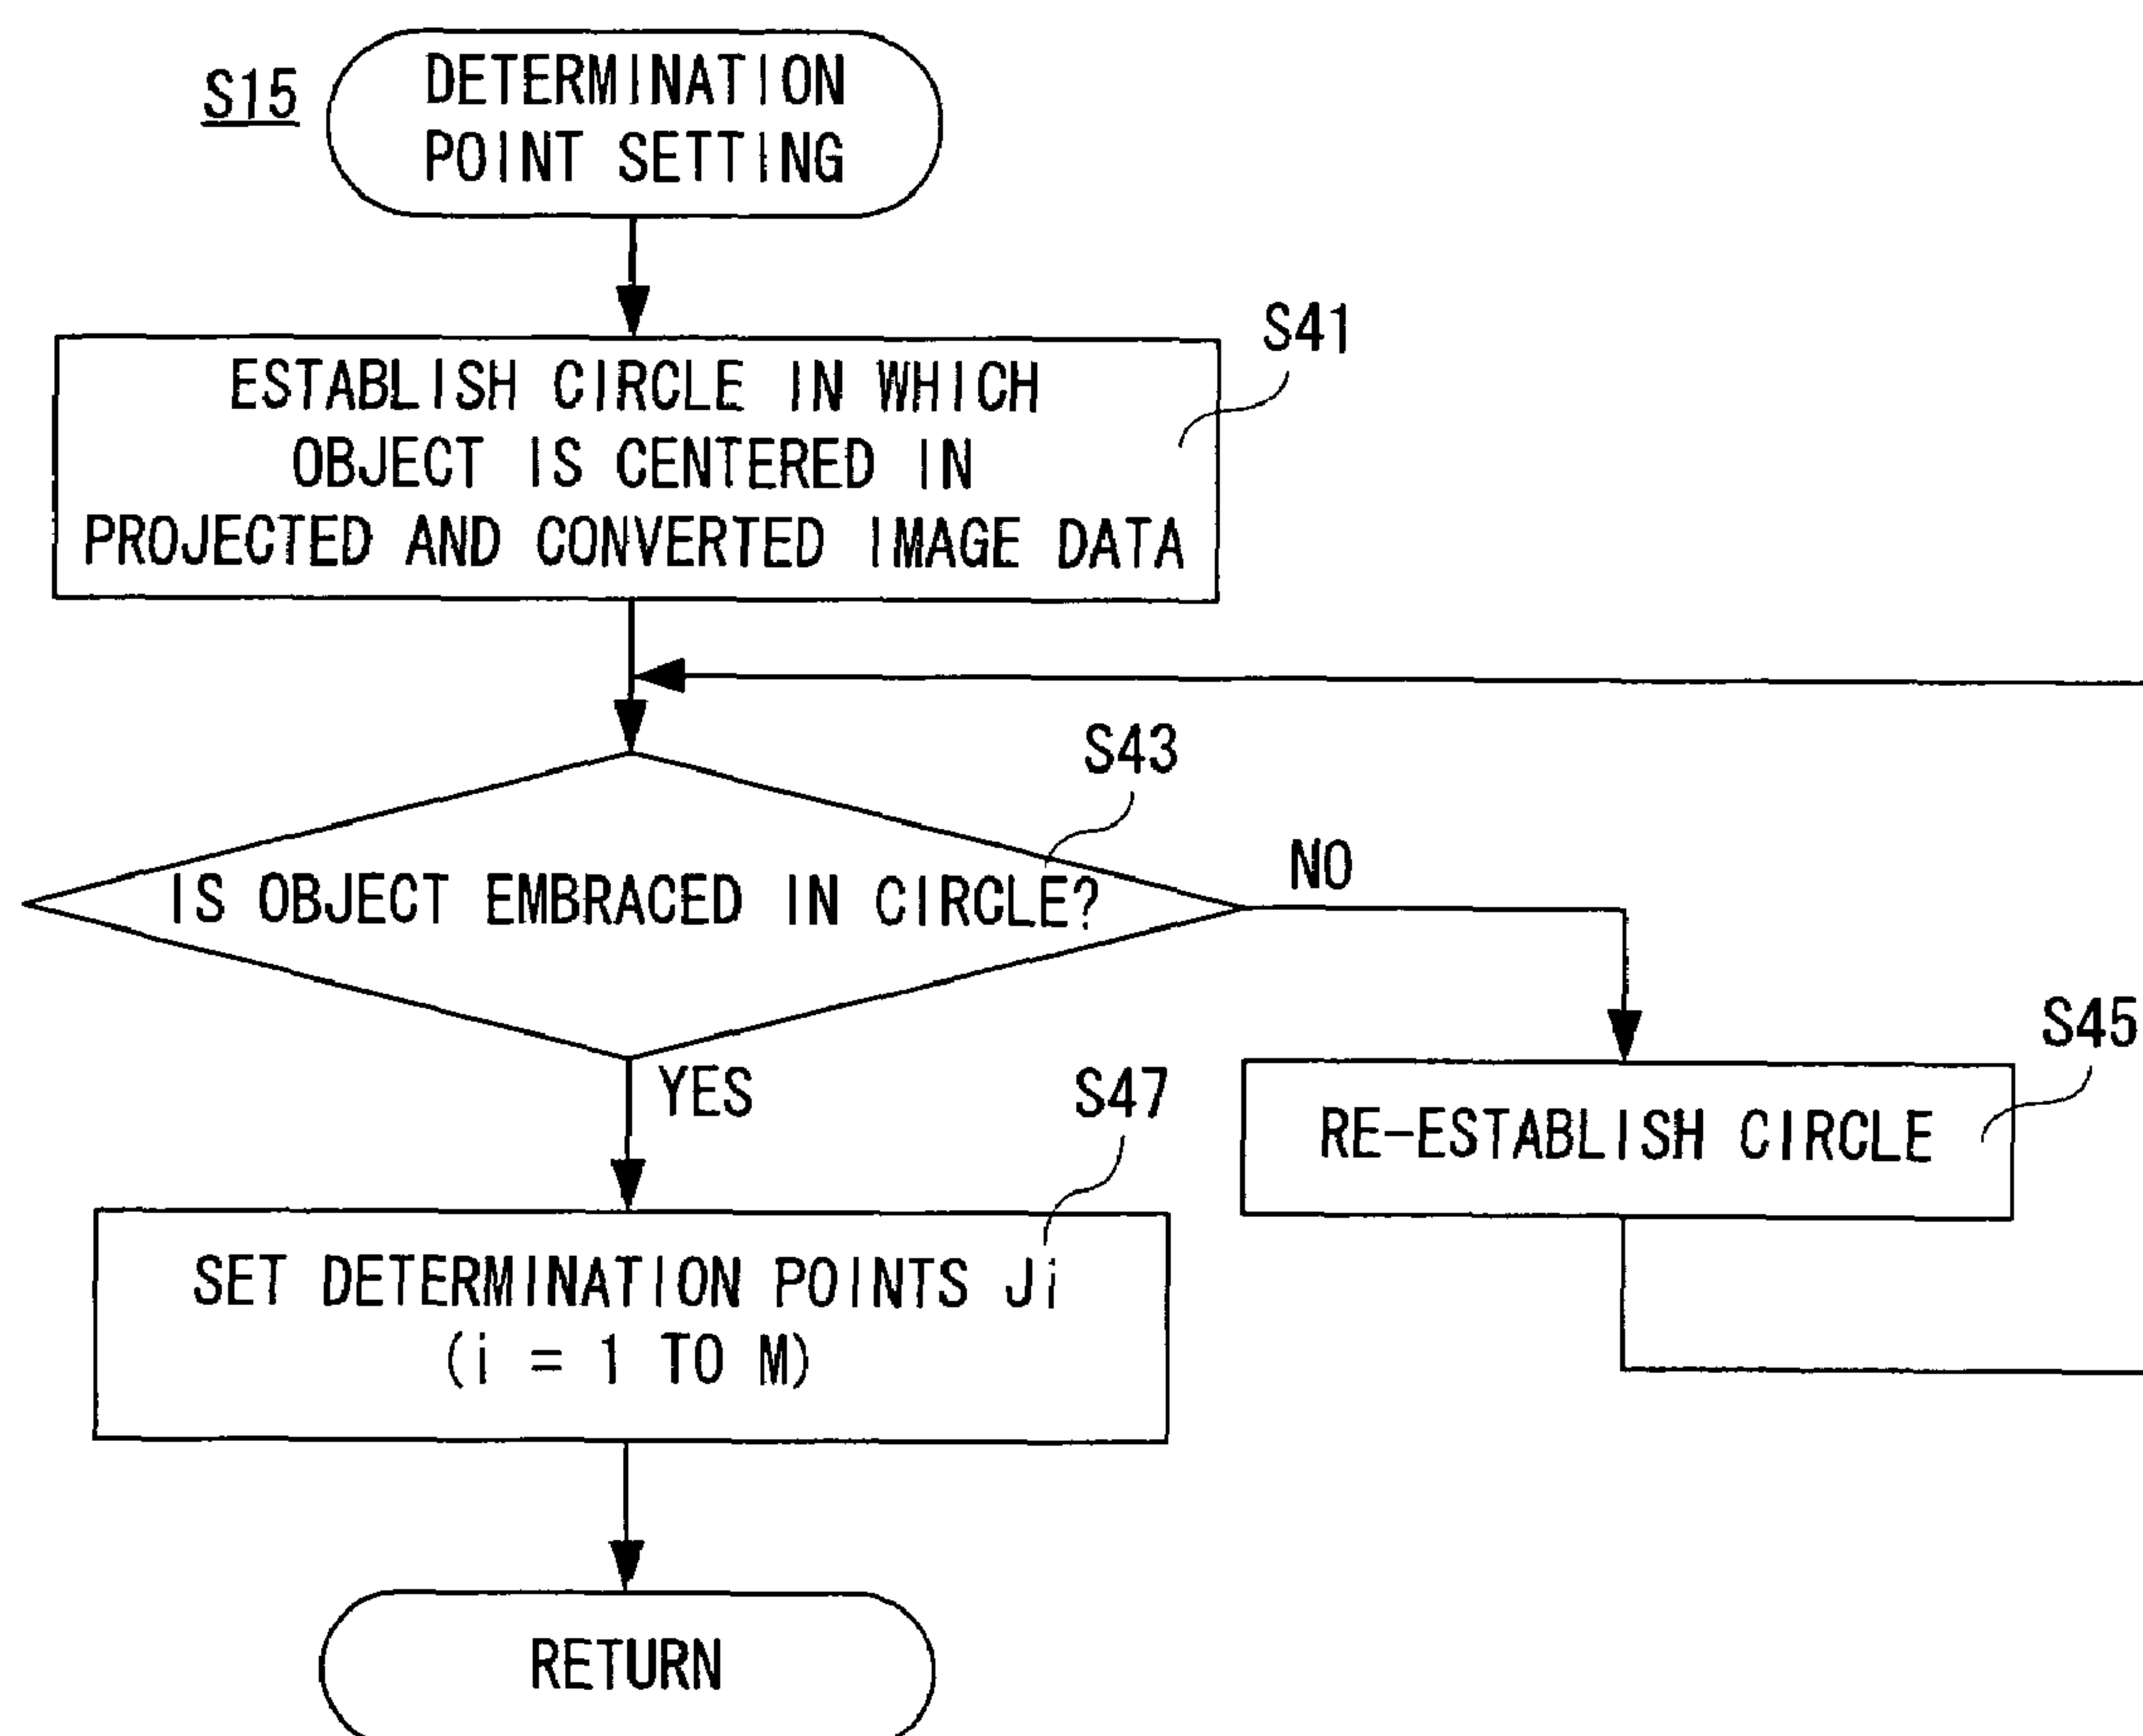 S15
DETERMINATION
POINT SETTING
S41
ESTABLISH CIRCLE IN WHICH
OBJECT IS CENTERED IN
PROJECTED AND CONVERTED IMAGE DATA
S43
IS OBJECT EMBRACED IN CIRCLE?
NO
YES
S45
RE-ESTABLISH CIRCLE
S47
SET DETERMINATION POINTS Ji
(i = 1 TO M)
RETURN